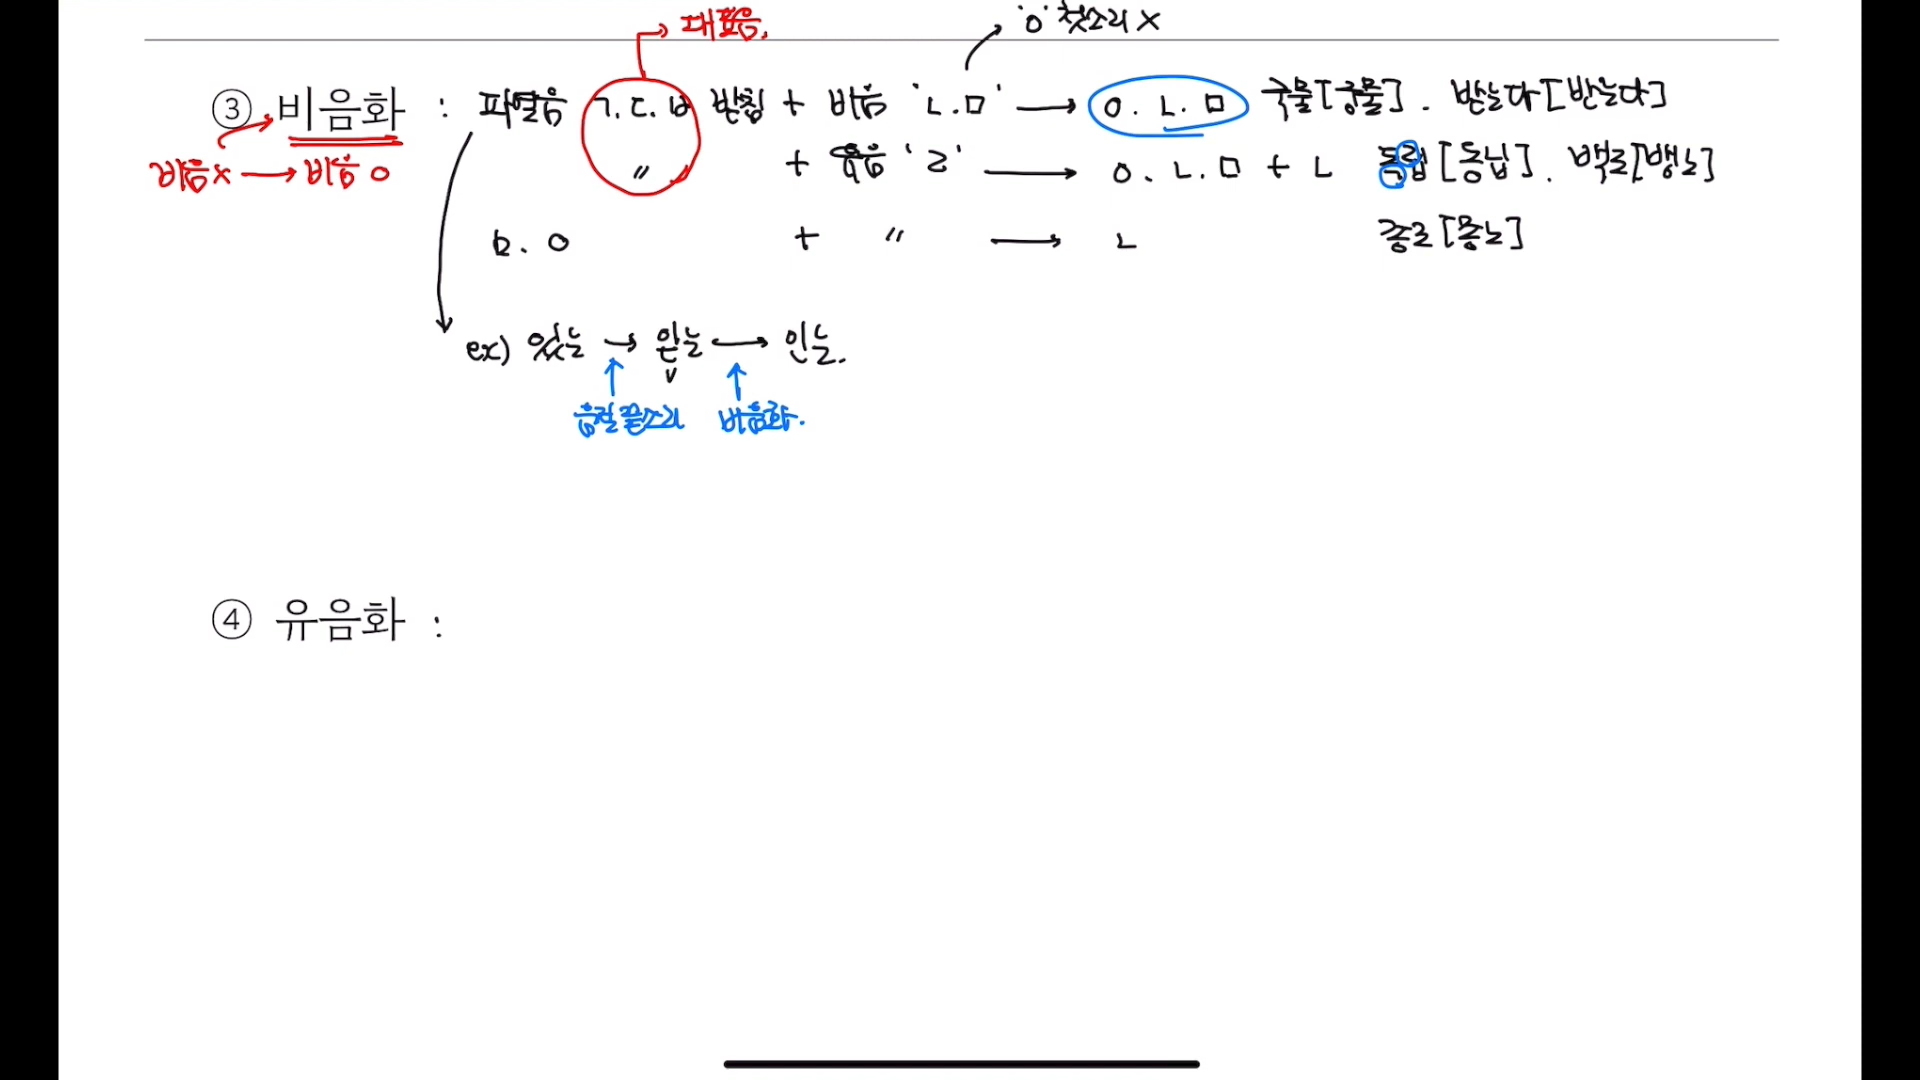 대표음. 'ㅇ' 첫소리 X
③ 비음화 : 파열음 ㄱ.ㄷ.ㅂ 받침 + 비음 'ㄴ.ㅁ' → ㅇ.ㄴ.ㅁ 국물[궁물]. 받는다[반는다]
비음X → 비음O 〃 + 유음 'ㄹ' → ㅇ.ㄴ.ㅁ + ㄴ 독립[동닙]. 백로[뱅노]
ㅁ.ㅇ + 〃 → ㄴ 종로[종노]
ex) 있는 → 읻는 → 인는.
음절끝소리 비음화.
④ 유음화 :